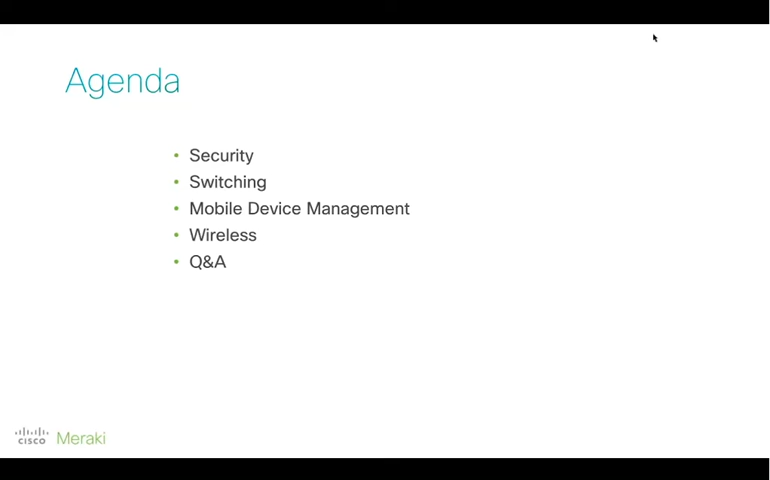 Agenda
• Security
• Switching
• Mobile Device Management
• Wireless
• Q&A
cisco Meraki